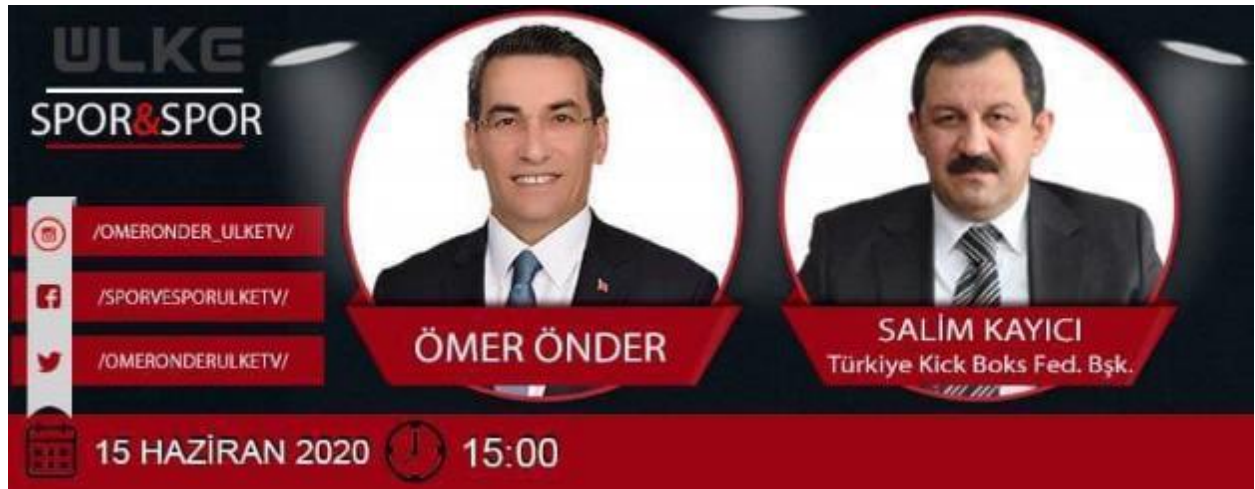 ULKE
SPOR&SPOR
/OMERONDER_ULKETV/
/SPORVESPORULKETV/
/OMERONDERULKETV/
ÖMER ÖNDER
SALİM KAYICI
Türkiye Kick Boks Fed. Bşk.
15 HAZİRAN 2020
15:00